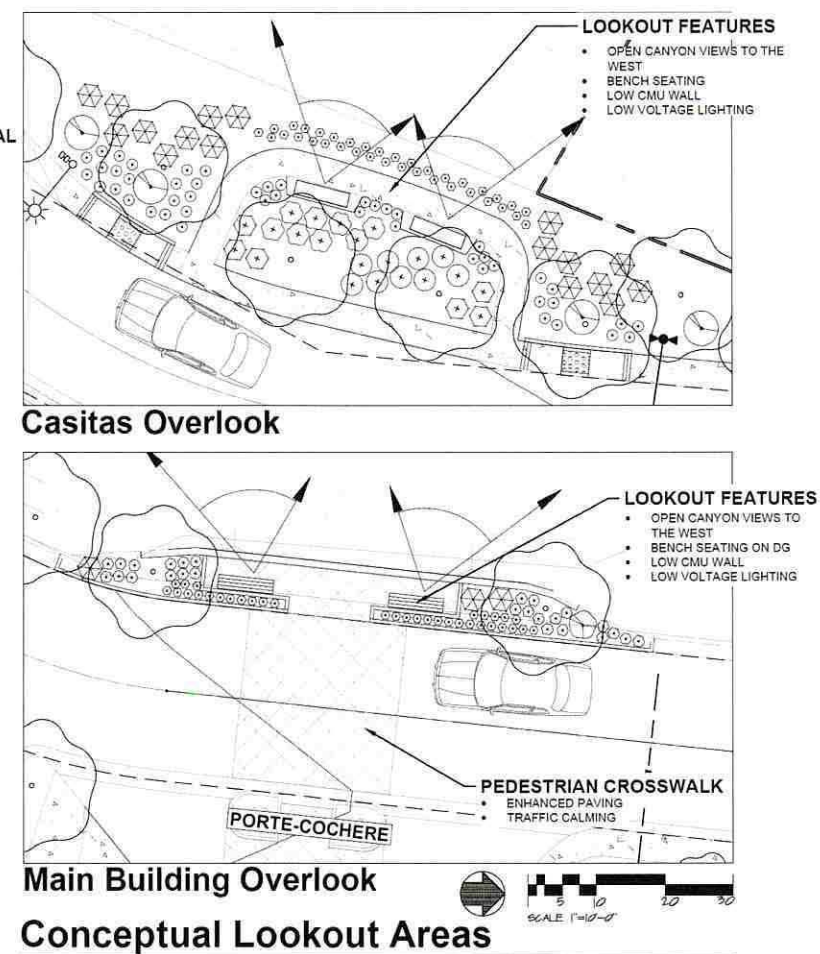 LOOKOUT FEATURES
• OPEN CANYON VIEWS TO THE
WEST
• BENCH SEATING
• LOW CMU WALL
• LOW VOLTAGE LIGHTING
AL
Casitas Overlook
LOOKOUT FEATURES
• OPEN CANYON VIEWS TO
THE WEST
• BENCH SEATING ON DG
• LOW CMU WALL
• LOW VOLTAGE LIGHTING
PEDESTRIAN CROSSWALK
• ENHANCED PAVING
• TRAFFIC CALMING
PORTE-COCHERE
Main Building Overlook
5 10 20 30
SCALE 1"=10'-0"
Conceptual Lookout Areas